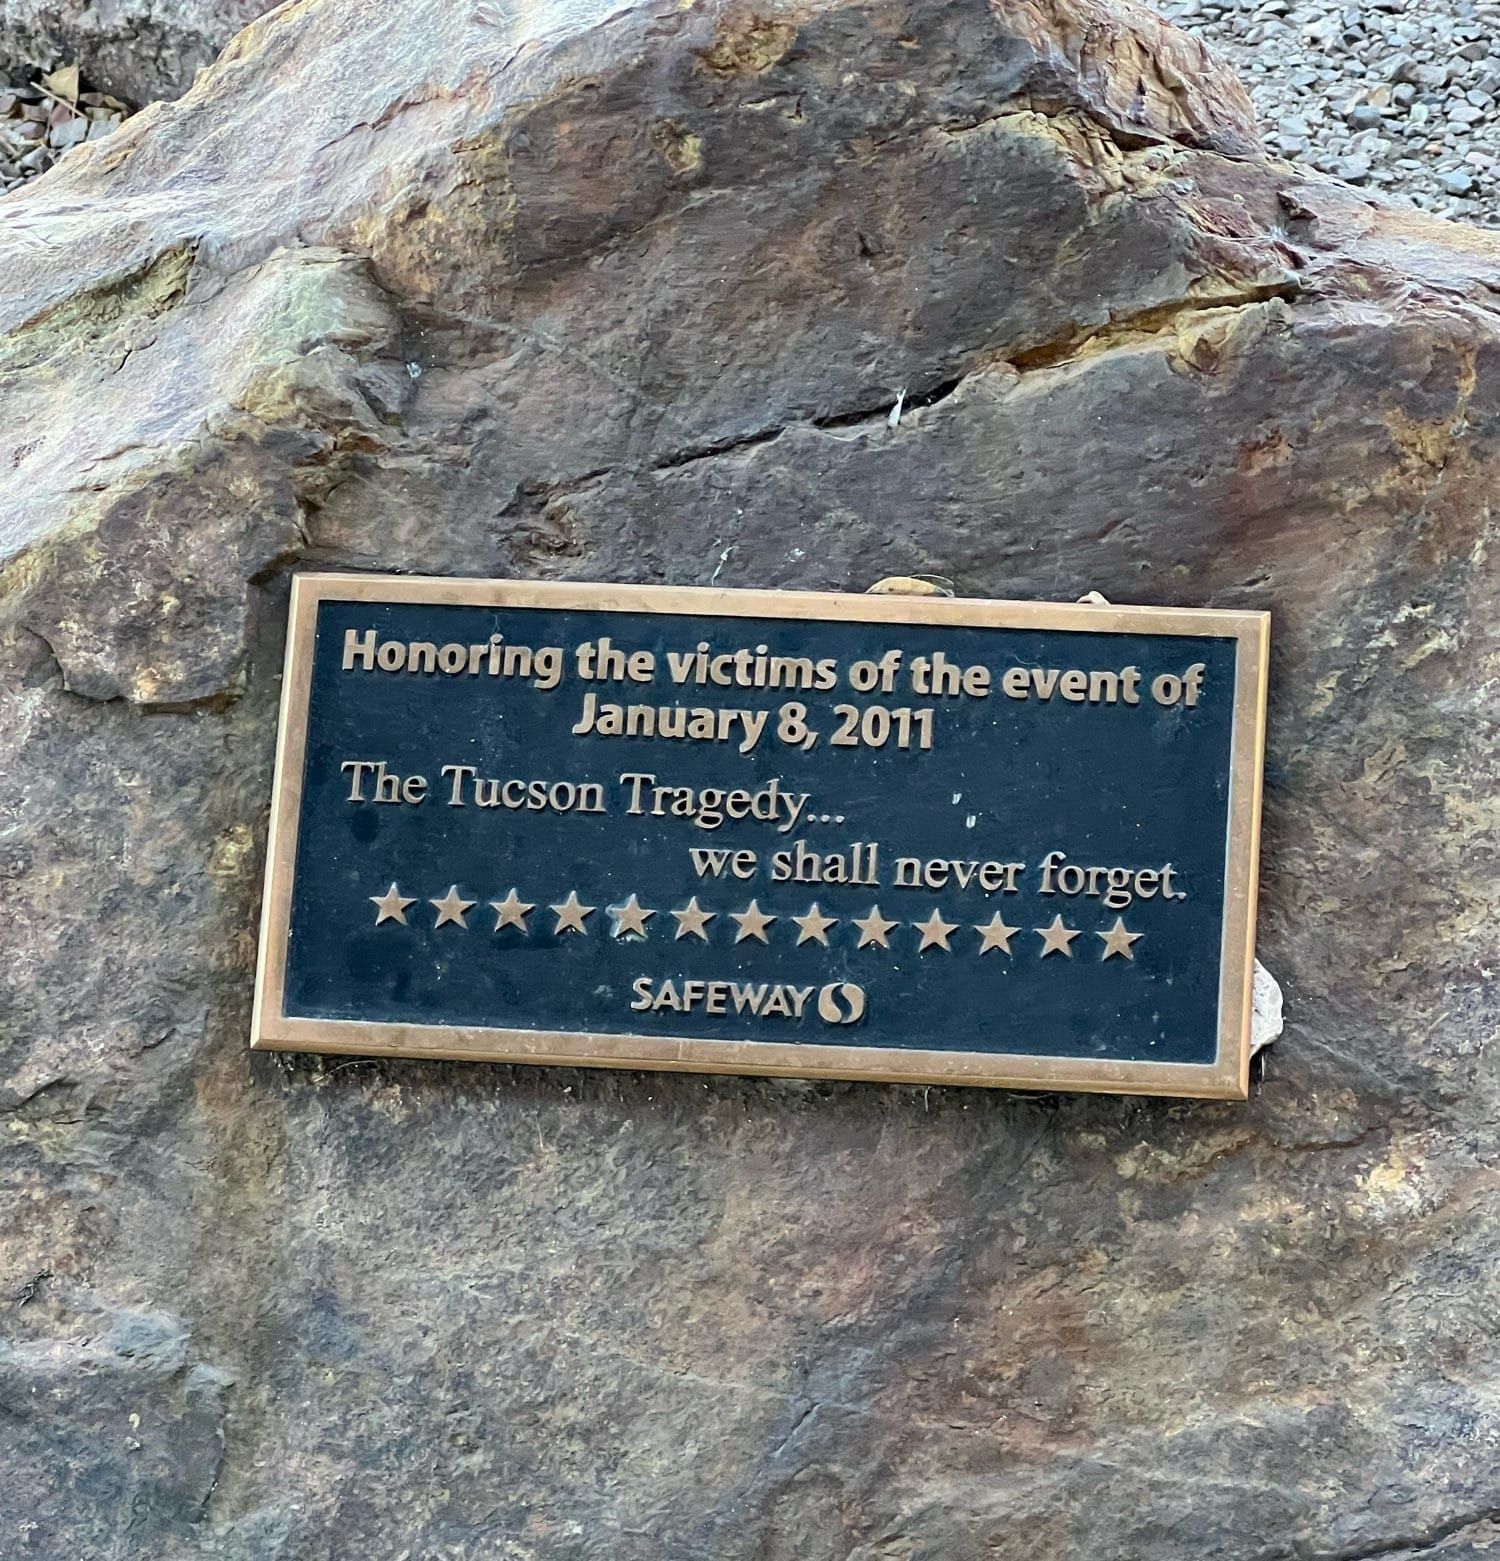 Honoring the victims of the event of
January 8, 2011
The Tucson Tragedy...
we shall never forget.
SAFEWAY